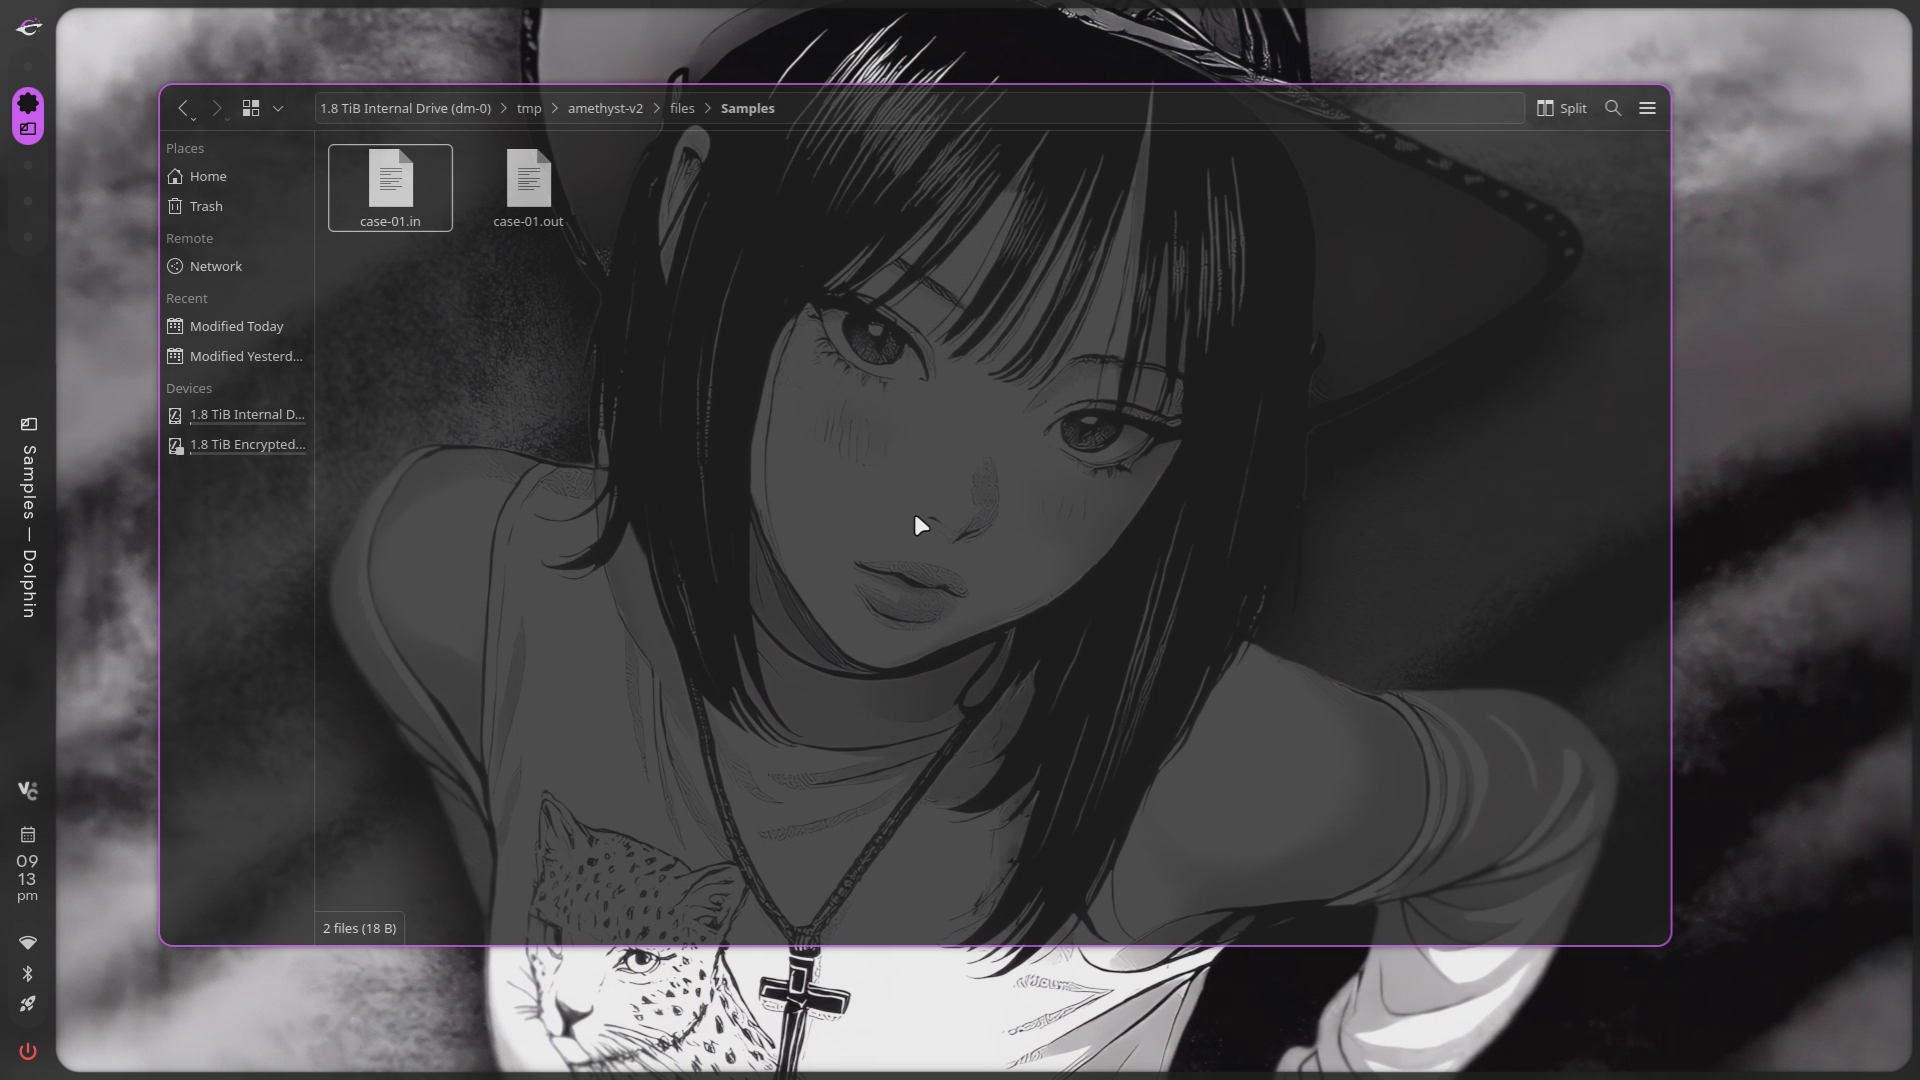 1.8 TiB Internal Drive (dm-0) > tmp > amethyst-v2 > files > Samples
Split
Places
Home
Trash
Remote
Network
Recent
Modified Today
Modified Yesterd...
Devices
1.8 TiB Internal D...
1.8 TiB Encrypted...
case-01.in
case-01.out
2 files (18 B)
Samples — Dolphin
09
13
pm